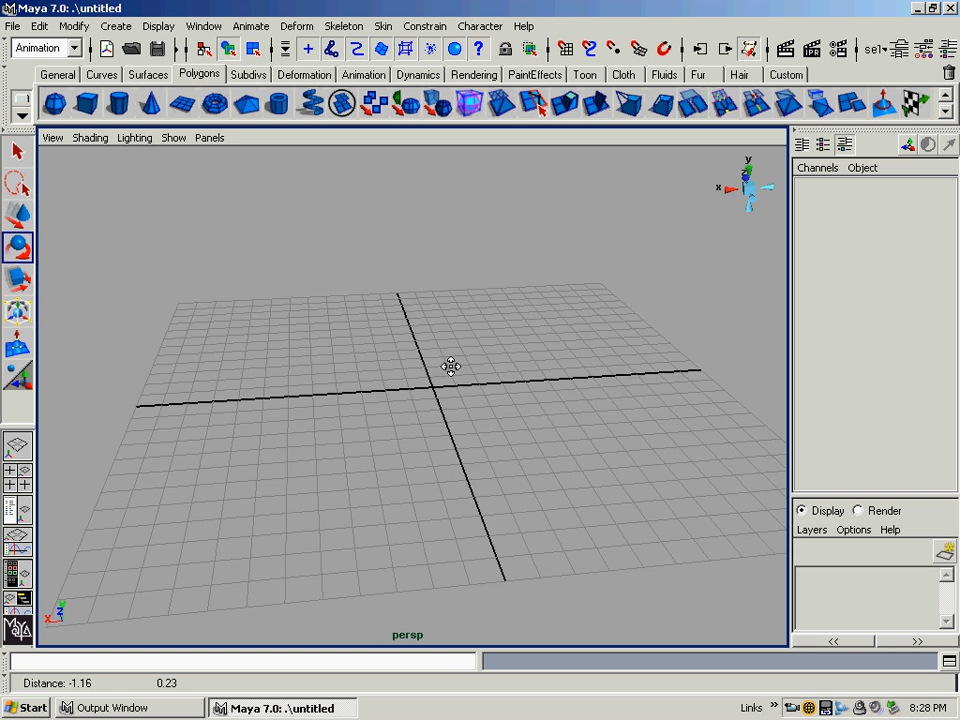 Maya 7.0: .\untitled
File Edit Modify Create Display Window Animate Deform Skeleton Skin Constrain Character Help
Animation sel
General Curves Surfaces Polygons Subdivs Deformation Animation Dynamics Rendering PaintEffects Toon Cloth Fluids Fur Hair Custom
View Shading Lighting Show Panels
Channels Object
y
z
x
Display Render
Layers Options Help
Y
X Z
persp
MAYA
<< >>
Distance: -1.16 0.23
Start Output Window Maya 7.0: .\untitled Links » 8:28 PM